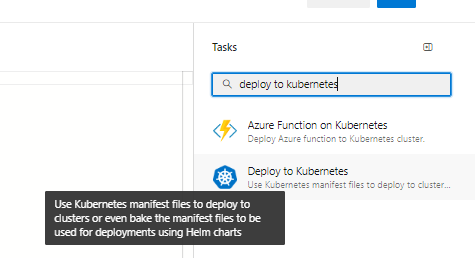 Tasks
deploy to kubernetes
Azure Function on Kubernetes
Deploy Azure function to Kubernetes cluster.
Deploy to Kubernetes
Use Kubernetes manifest files to deploy to cluster...
Use Kubernetes manifest files to deploy to
clusters or even bake the manifest files to be
used for deployments using Helm charts